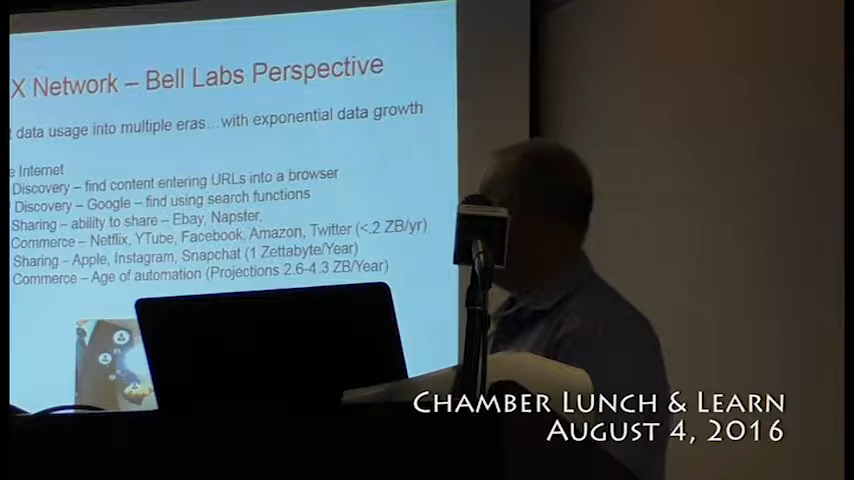 X Network – Bell Labs Perspective
data usage into multiple eras...with exponential data growth
Internet
Discovery – find content entering URLs into a browser
Discovery – Google – find using search functions
Sharing – ability to share – Ebay, Napster,
Commerce – Netflix, YTube, Facebook, Amazon, Twitter (<.2 ZB/yr)
Sharing – Apple, Instagram, Snapchat (1 Zettabyte/Year)
Commerce – Age of automation (Projections 2.6-4.3 ZB/Year)
CHAMBER LUNCH & LEARN
AUGUST 4, 2016